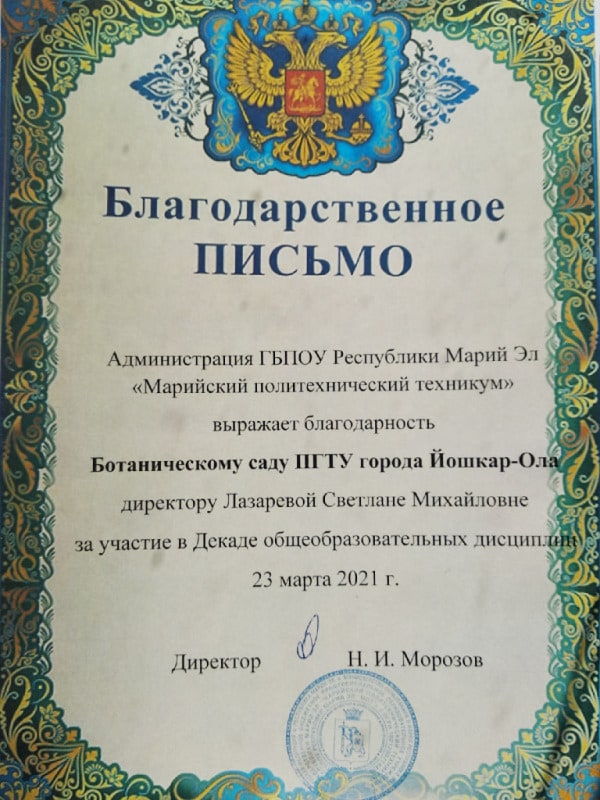 Благодарственное
ПИСЬМО
Администрация ГБПОУ Республики Марий Эл
«Марийский политехнический техникум»
выражает благодарность
Ботаническому саду ПГТУ города Йошкар-Ола
директору Лазаревой Светлане Михайловне
за участие в Декаде общеобразовательных дисциплин
23 марта 2021 г.
Директор Н. И. Морозов